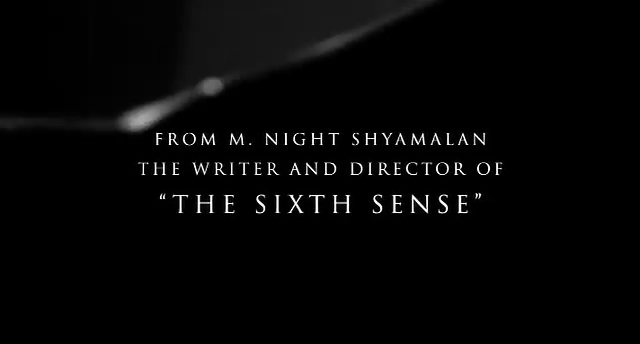 FROM M. NIGHT SHYAMALAN
THE WRITER AND DIRECTOR OF
“THE SIXTH SENSE”